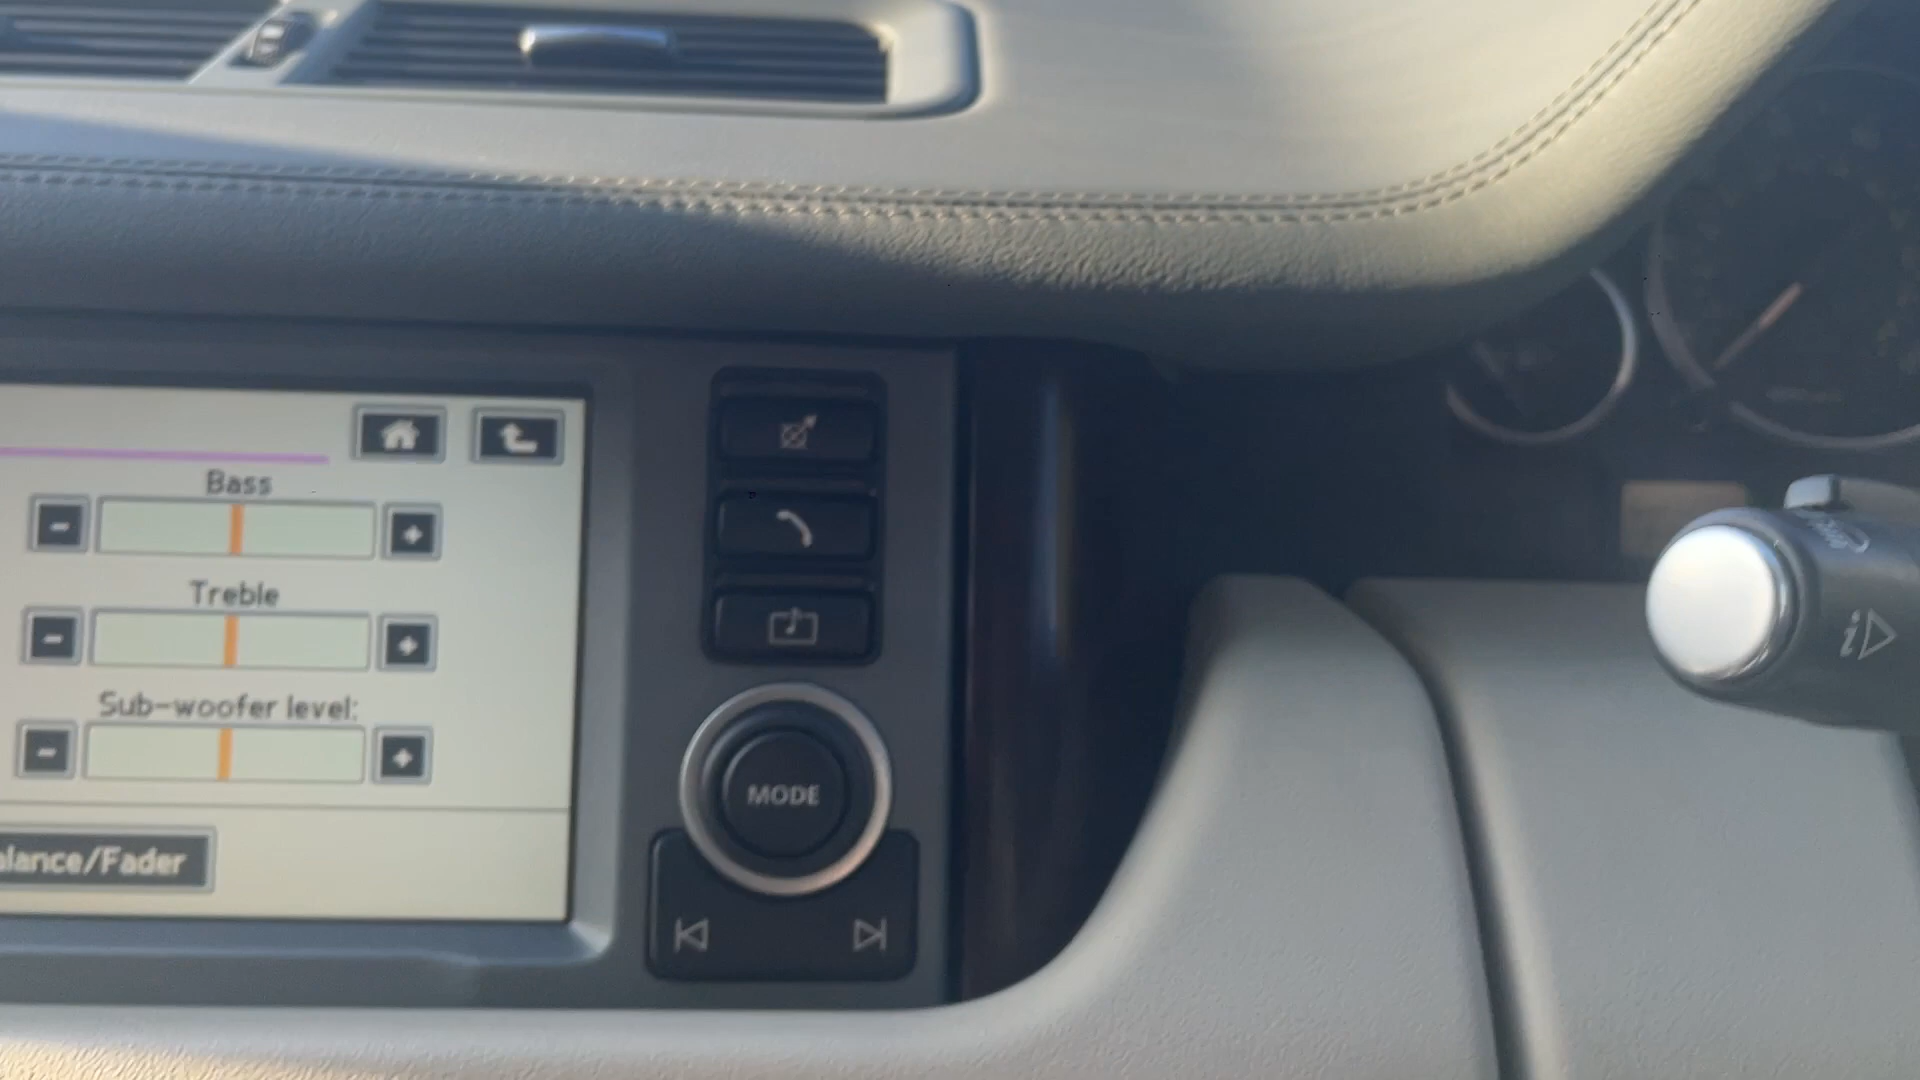 Bass
Treble
Sub-woofer level:
MODE
alance/Fader
i